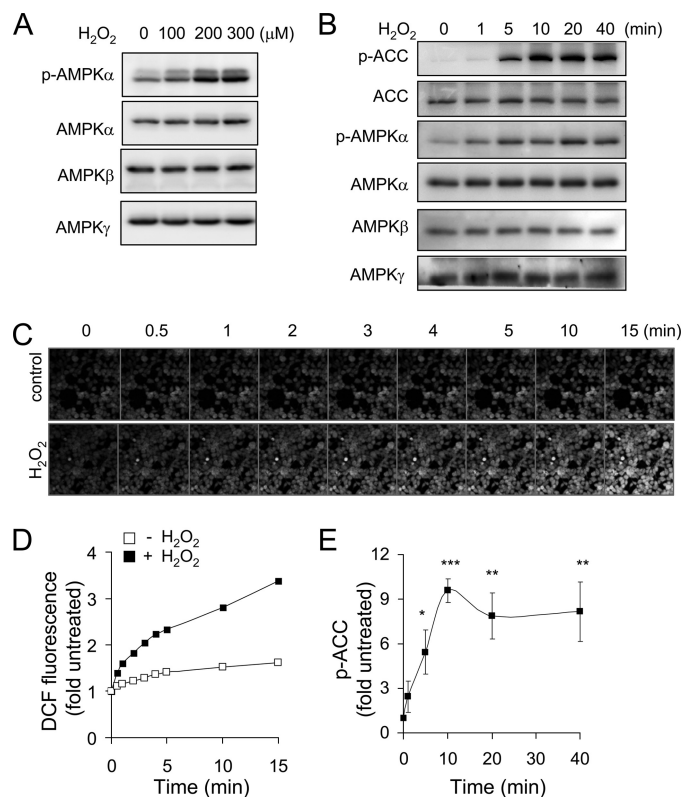 A
H2O2 0 100 200 300 (μM)
p-AMPKα
AMPKα
AMPKβ
AMPKγ
B
H2O2 0 1 5 10 20 40 (min)
p-ACC
ACC
p-AMPKα
AMPKα
AMPKβ
AMPKγ
C
0 0.5 1 2 3 4 5 10 15 (min)
control
H2O2
D
- H2O2
+ H2O2
DCF fluorescence
(fold untreated)
4
3
2
1
0
0 5 10 15
Time (min)
E
p-ACC
(fold untreated)
12
9
6
3
0
*
***
**
**
0 10 20 30 40
Time (min)